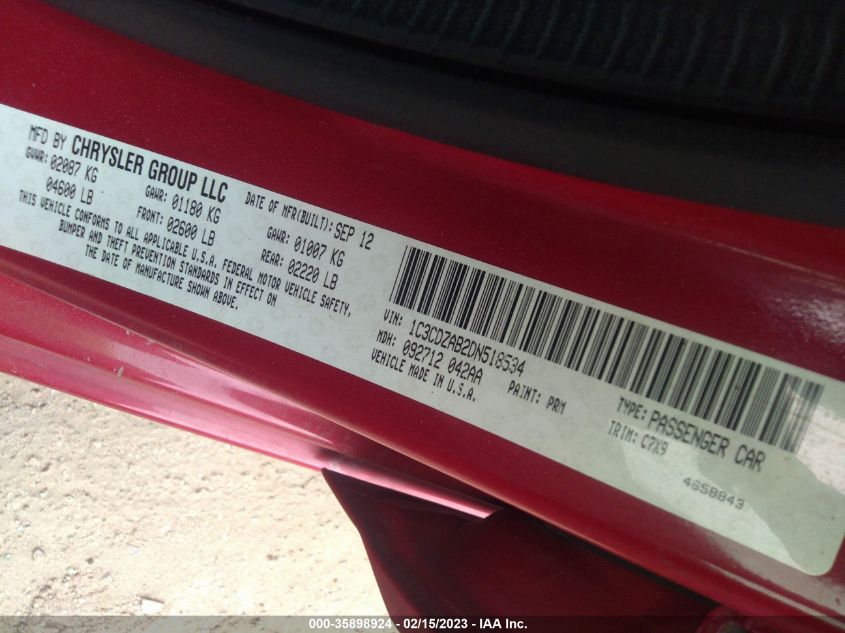 MFD BY CHRYSLER GROUP LLC
DATE OF MFR(BUILT): SEP 12
GVWR: 02087 KG
GAWR: 01180 KG
GAWR: 01007 KG
04600 LB
FRONT: 02600 LB
REAR: 02220 LB
THIS VEHICLE CONFORMS TO ALL APPLICABLE U.S.A. FEDERAL MOTOR VEHICLE SAFETY,
BUMPER AND THEFT PREVENTION STANDARDS IN EFFECT ON
THE DATE OF MANUFACTURE SHOWN ABOVE.
VIN: 1C3CDZAB2DN518534
MDH: 092712 042AA
VEHICLE MADE IN U.S.A.
PAINT: PRM
TYPE: PASSENGER CAR
TRIM: C7X9
4658843
000-35898924 - 02/15/2023 - IAA Inc.